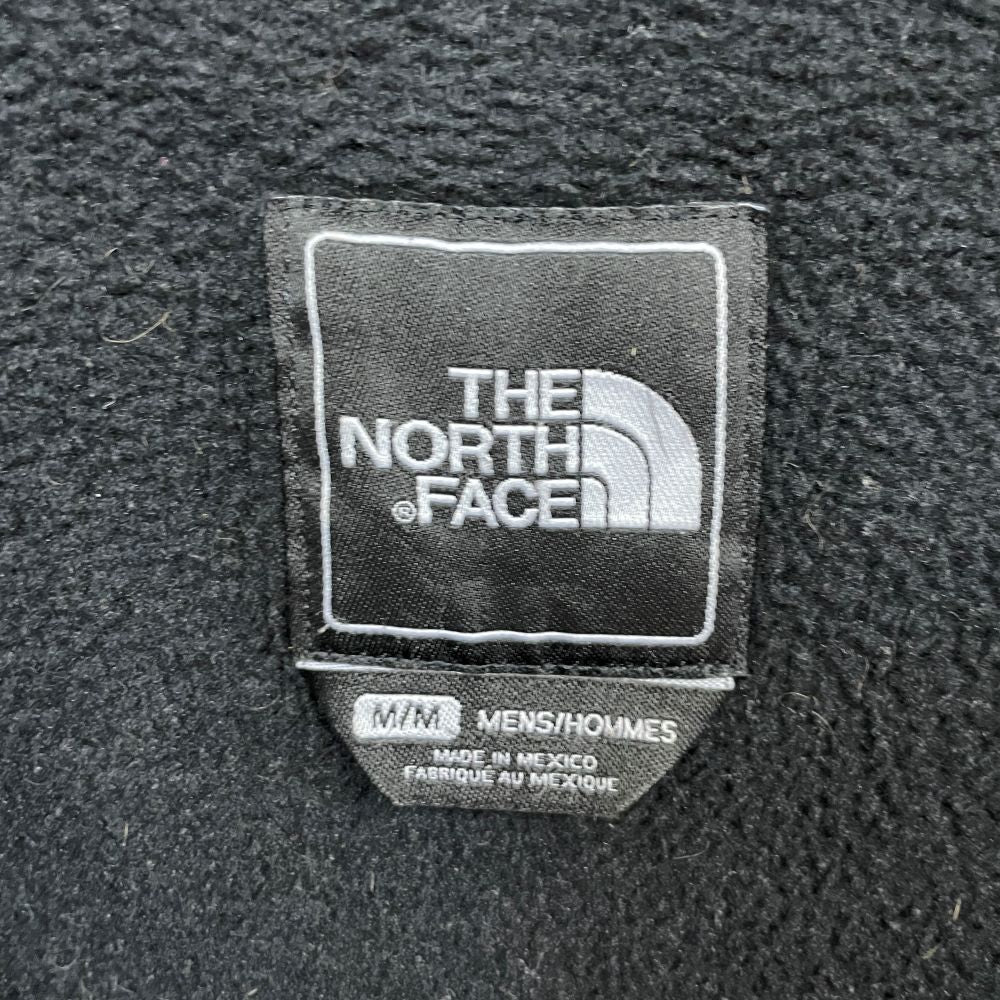 THE
NORTH
®FACE
M/M MENS/HOMMES
MADE IN MEXICO
FABRIQUE AU MEXIQUE